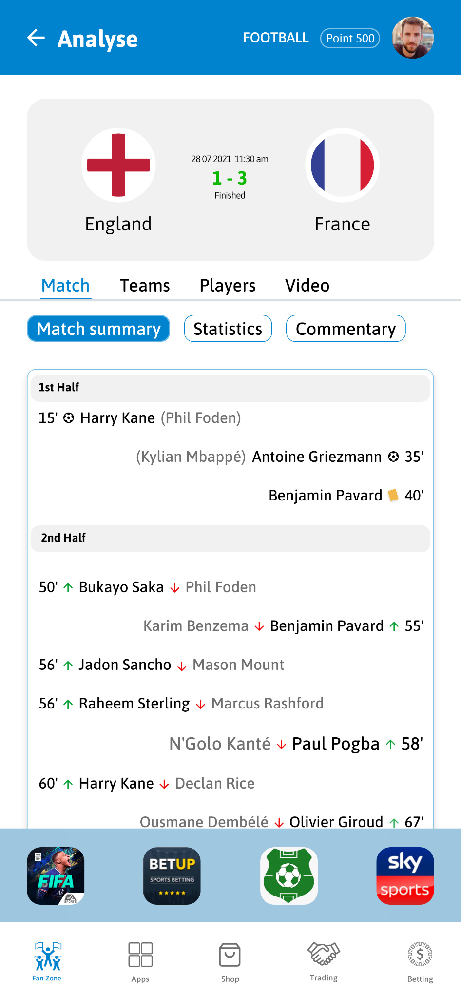 Analyse
FOOTBALL
Point 500
28 07 2021 11:30 am
1 - 3
Finished
England
France
Match Teams Players Video
Match summary Statistics Commentary
1st Half
15' Harry Kane (Phil Foden)
(Kylian Mbappé) Antoine Griezmann 35'
Benjamin Pavard 40'
2nd Half
50' Bukayo Saka Phil Foden
Karim Benzema Benjamin Pavard 55'
56' Jadon Sancho Mason Mount
56' Raheem Sterling Marcus Rashford
N'Golo Kanté Paul Pogba 58'
60' Harry Kane Declan Rice
Ousmane Dembélé Olivier Giroud 67'
FIFA
EA
SPORTS
BETUP
SPORTS BETTING
sky
sports
Fan Zone Apps Shop Trading Betting